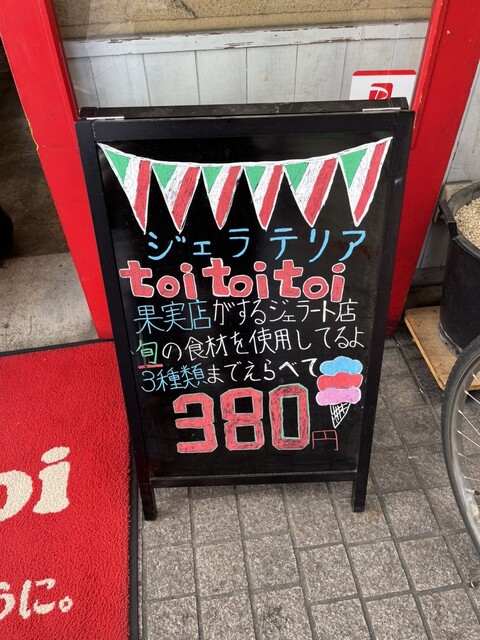 ジェラテリア
toi toi toi
果実店がするジェラート店
旬の食材を使用してるよ
3種類までえらべて
380円
oi
うに。